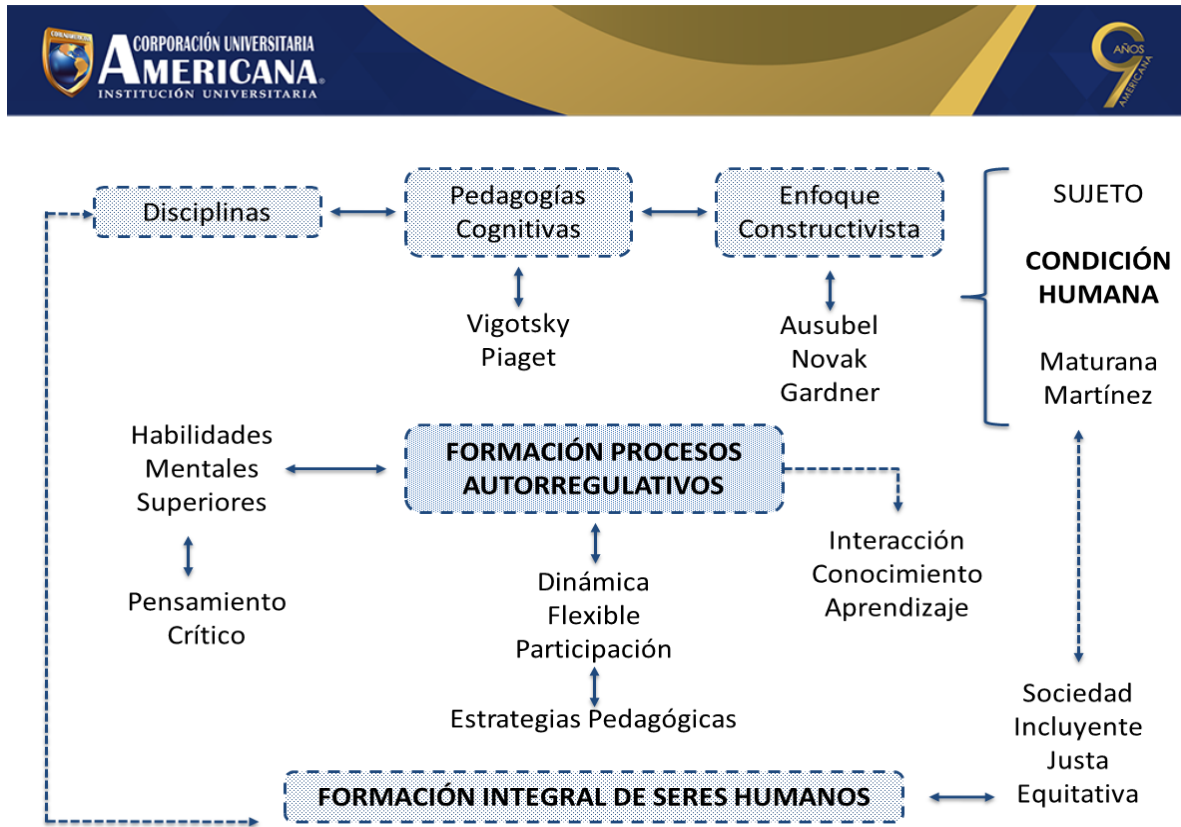 CORPORACIÓN UNIVERSITARIA
AMERICANA
INSTITUCIÓN UNIVERSITARIA
9
AÑOS
AMERICANA
Disciplinas
Pedagogías
Cognitivas
Enfoque
Constructivista
SUJETO
CONDICIÓN
HUMANA
Maturana
Martínez
Vigotsky
Piaget
Ausubel
Novak
Gardner
Habilidades
Mentales
Superiores
FORMACIÓN PROCESOS
AUTORREGULATIVOS
Interacción
Conocimiento
Aprendizaje
Pensamiento
Crítico
Dinámica
Flexible
Participación
Estrategias Pedagógicas
Sociedad
Incluyente
Justa
Equitativa
FORMACIÓN INTEGRAL DE SERES HUMANOS